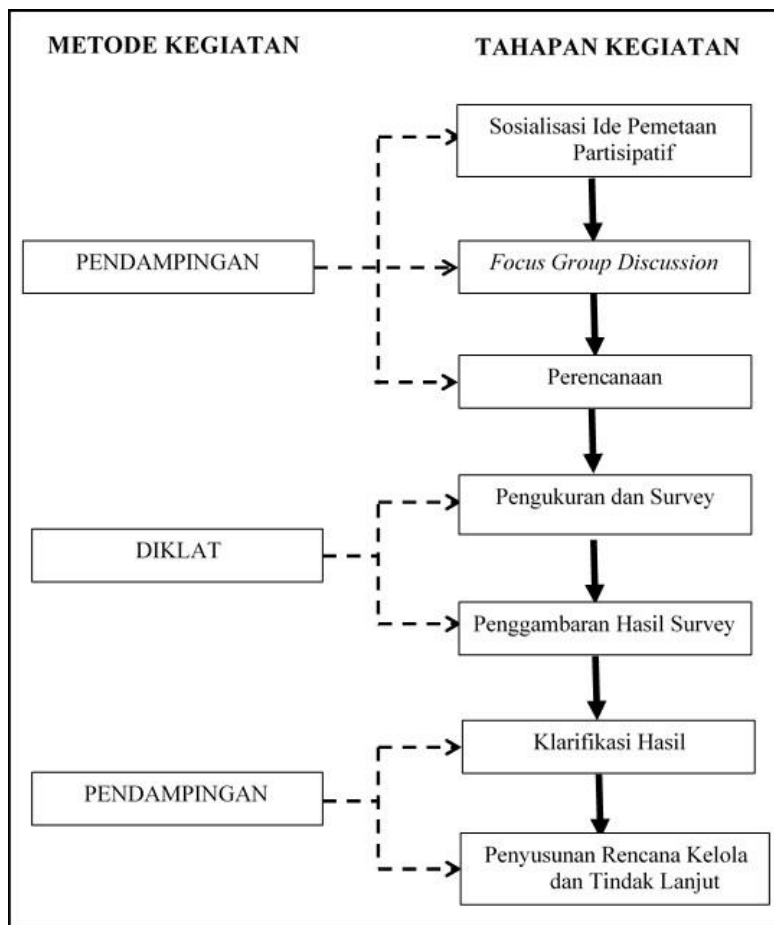 METODE KEGIATAN
TAHAPAN KEGIATAN
Sosialisasi Ide Pemetaan
Partisipatif
PENDAMPINGAN
Focus Group Discussion
Perencanaan
Pengukuran dan Survey
DIKLAT
Penggambaran Hasil Survey
Klarifikasi Hasil
PENDAMPINGAN
Penyusunan Rencana Kelola
dan Tindak Lanjut